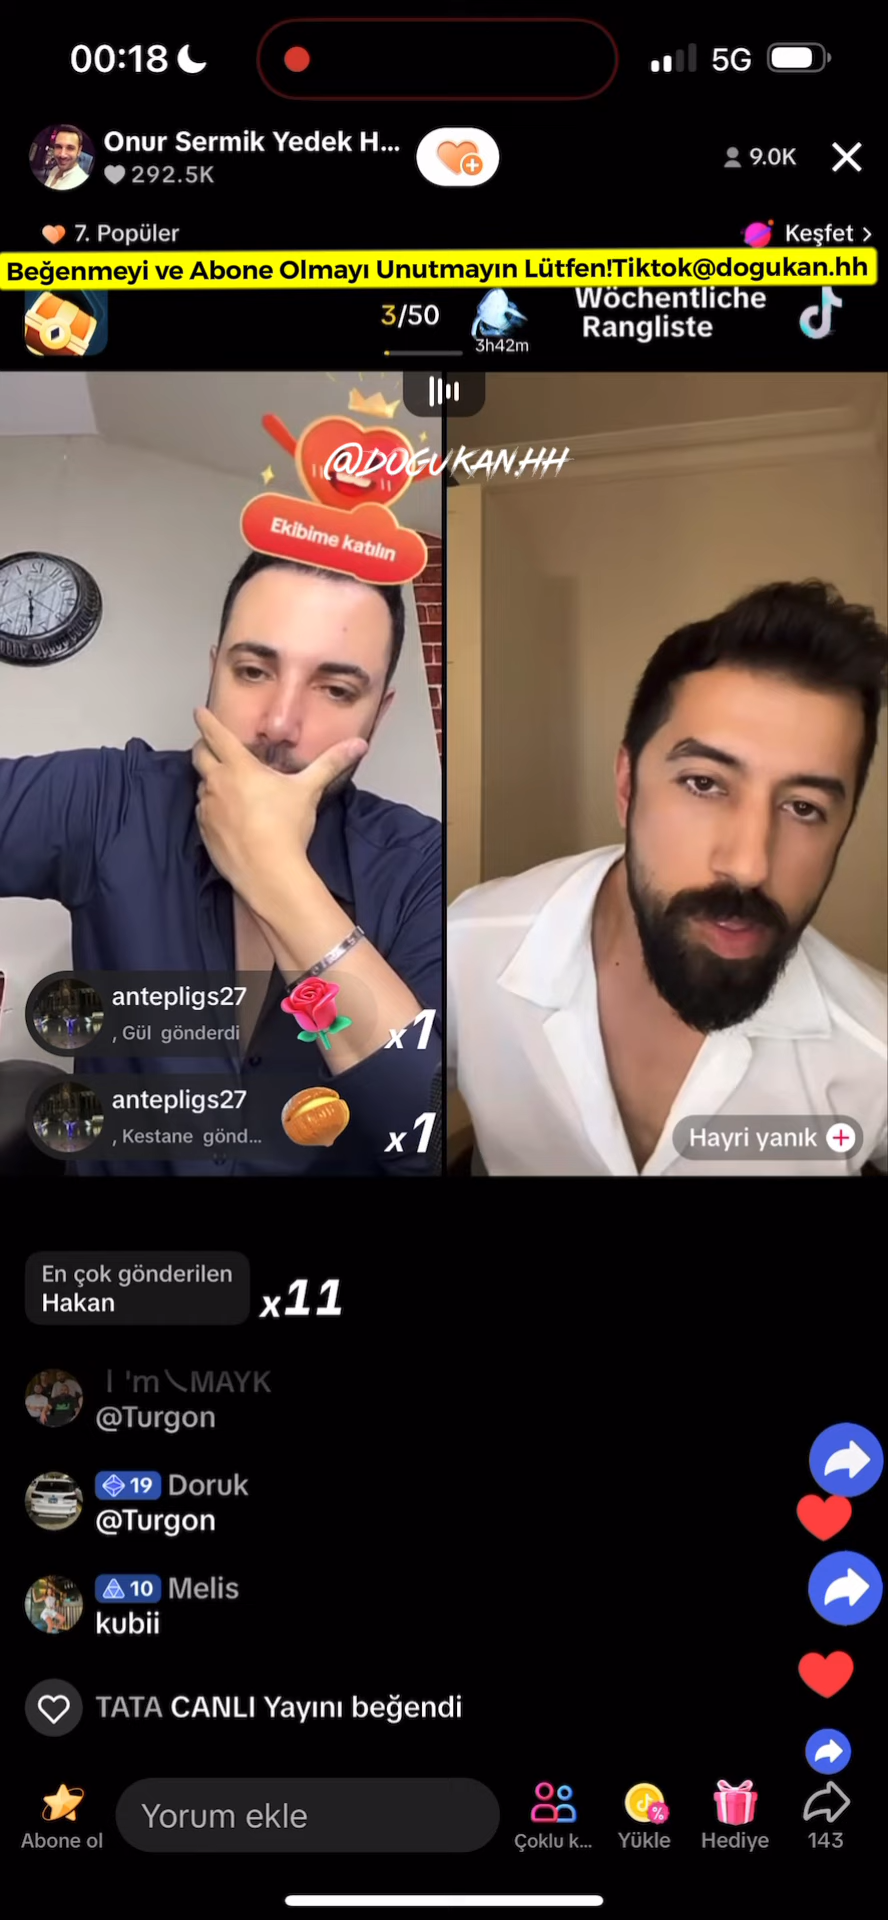 00:18
5G
Onur Sermik Yedek H...
292.5K
9.0K
7. Popüler
Keşfet >
Beğenmeyi ve Abone Olmayı Unutmayın Lütfen!Tiktok@dogukan.hh
3/50
3h42m
Wöchentliche
Rangliste
@DOGUKAN.HH
Ekibime katılın
antepligs27
, Gül gönderdi
x1
antepligs27
, Kestane gönd...
x1
Hayri yanık
En çok gönderilen
Hakan
x11
I 'm\MAYK
@Turgon
19 Doruk
@Turgon
10 Melis
kubii
TATA CANLI Yayını beğendi
Abone ol
Yorum ekle
Çoklu k...
Yükle
Hediye
143